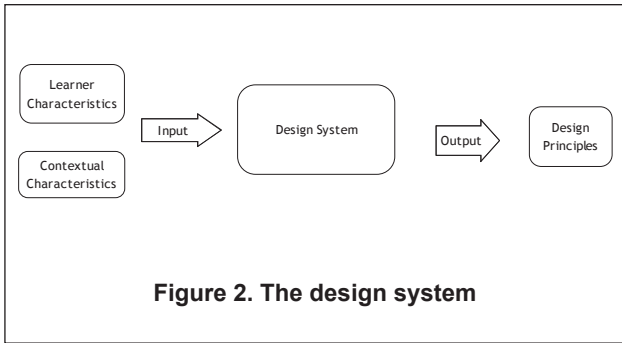 Learner
Characteristics
Contextual
Characteristics
Input
Design System
Output
Design
Principles
Figure 2. The design system